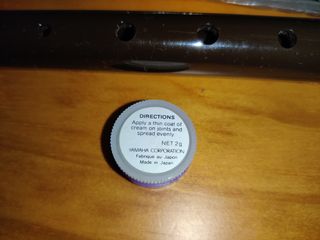 DIRECTIONS
Apply a thin coat of
cream on joints and
spread evenly
NET 2g
YAMAHA CORPORATION
Fabriqué au Japon
Made in Japan